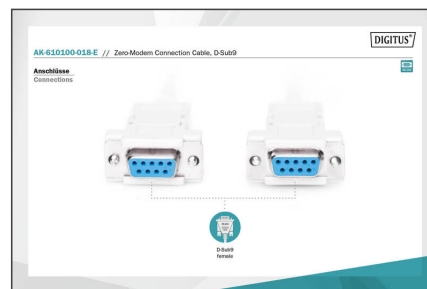 DIGITUS®
AK-610100-018-E // Zero-Modem Connection Cable, D-Sub9
Anschlüsse
Connections
D-Sub9
female